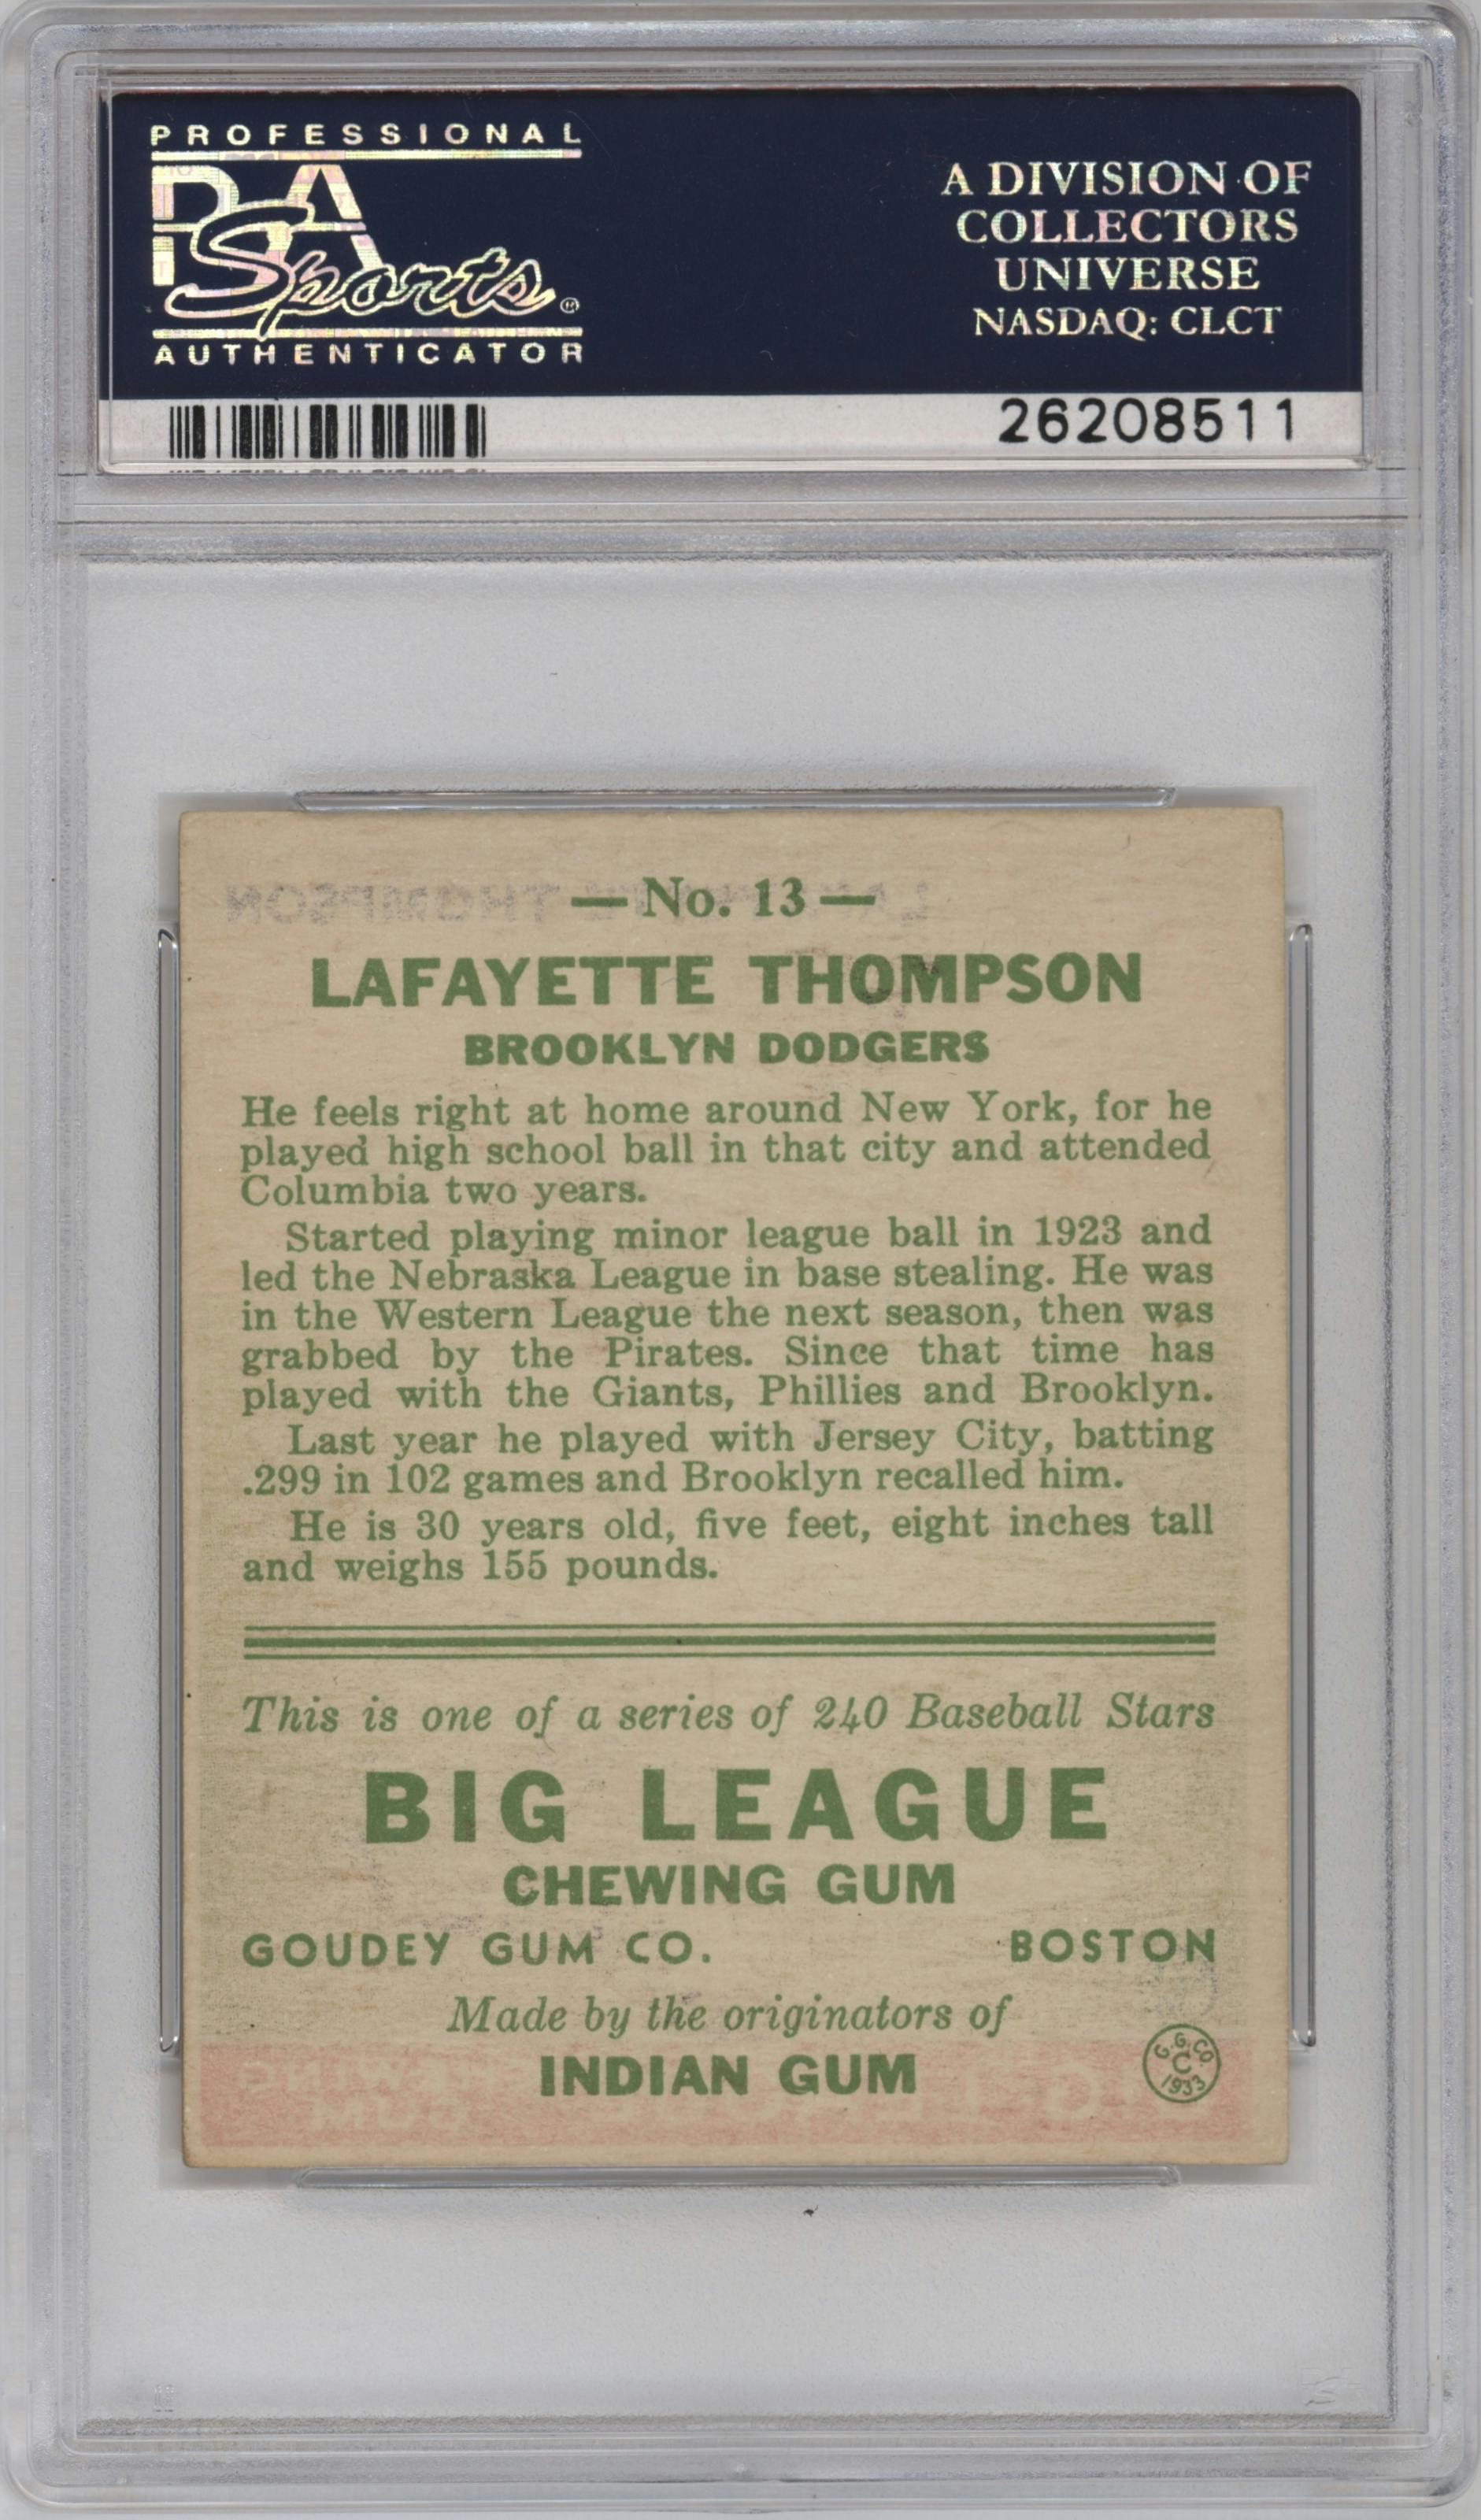 PROFESSIONAL
PSA
Sports®
AUTHENTICATOR
A DIVISION OF
COLLECTORS
UNIVERSE
NASDAQ: CLCT
26208511
LAFAYETTE THOMPSON
— No. 13 —
LAFAYETTE THOMPSON
BROOKLYN DODGERS
He feels right at home around New York, for he
played high school ball in that city and attended
Columbia two years.
Started playing minor league ball in 1923 and
led the Nebraska League in base stealing. He was
in the Western League the next season, then was
grabbed by the Pirates. Since that time has
played with the Giants, Phillies and Brooklyn.
Last year he played with Jersey City, batting
.299 in 102 games and Brooklyn recalled him.
He is 30 years old, five feet, eight inches tall
and weighs 155 pounds.
This is one of a series of 240 Baseball Stars
BIG LEAGUE
CHEWING GUM
GOUDEY GUM CO. BOSTON
Made by the originators of
INDIAN GUM
G.G.CO.
C
1933
BIG LEAGUE CHEWING
GUM